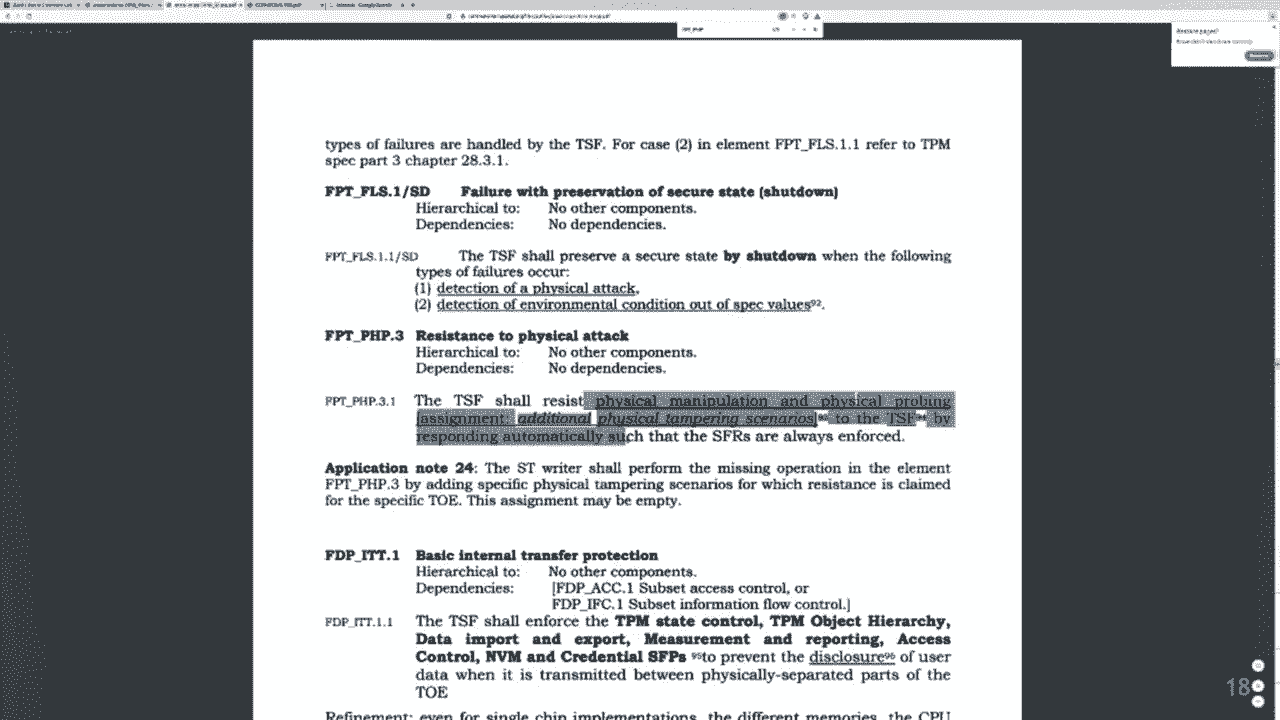 types of failures are handled by the TSF. For case (2) in element FPT_FLS.1.1 refer to TPM
spec part 3 chapter 28.3.1.
FPT_FLS.1/SD Failure with preservation of secure state (shutdown)
Hierarchical to: No other components.
Dependencies: No dependencies.
FPT_FLS.1.1/SD The TSF shall preserve a secure state by shutdown when the following
types of failures occur:
(1) detection of a physical attack,
(2) detection of environmental condition out of spec values92.
FPT_PHP.3 Resistance to physical attack
Hierarchical to: No other components.
Dependencies: No dependencies.
FPT_PHP.3.1 The TSF shall resist physical manipulation and physical probing
[assignment: additional physical tampering scenarios] to the TSF by
responding automatically such that the SFRs are always enforced.
Application note 24: The ST writer shall perform the missing operation in the element
FPT_PHP.3 by adding specific physical tampering scenarios for which resistance is claimed
for the specific TOE. This assignment may be empty.
FDP_ITT.1 Basic internal transfer protection
Hierarchical to: No other components.
Dependencies: [FDP_ACC.1 Subset access control, or
FDP_IFC.1 Subset information flow control.]
FDP_ITT.1.1 The TSF shall enforce the TPM state control, TPM Object Hierarchy,
Data import and export, Measurement and reporting, Access
Control, NVM and Credential SFPs 95to prevent the disclosure96 of user
data when it is transmitted between physically-separated parts of the
TOE
Refinement: even for single chip implementations, the different memories, the CPU